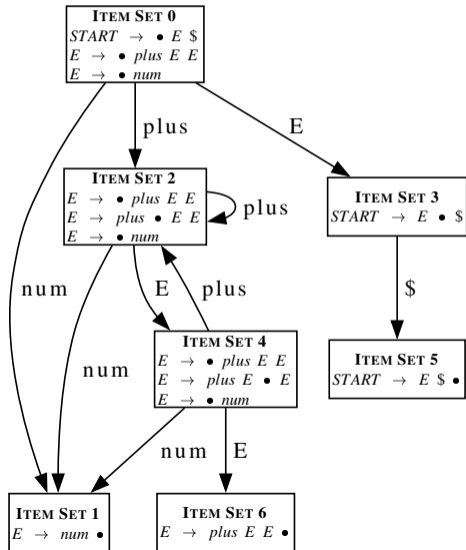 ITEM SET 0
START → • E $
E → • plus E E
E → • num
plus
E
ITEM SET 2
E → • plus E E
E → plus • E E
E → • num
plus
ITEM SET 3
START → E • $
num
E
plus
$
num
ITEM SET 4
E → • plus E E
E → plus E • E
E → • num
ITEM SET 5
START → E $ •
num
E
ITEM SET 1
E → num •
ITEM SET 6
E → plus E E •